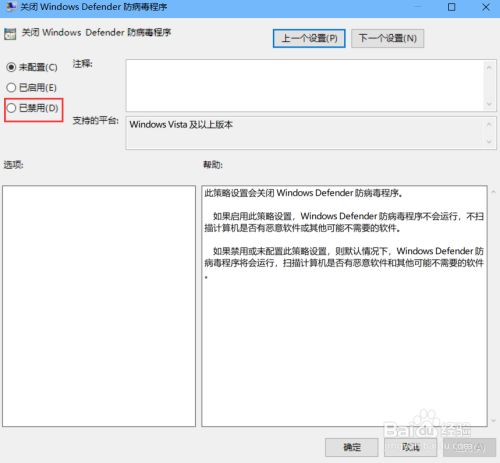 关闭 Windows Defender 防病毒程序
关闭 Windows Defender 防病毒程序
上一个设置(P)
下一个设置(N)
未配置(C)
注释:
已启用(E)
已禁用(D)
支持的平台:
Windows Vista 及以上版本
选项:
帮助:
此策略设置会关闭 Windows Defender 防病毒程序。
如果启用此策略设置，Windows Defender 防病毒程序不会运行，不扫
描计算机是否有恶意软件或其他可能不需要的软件。
如果禁用或未配置此策略设置，则默认情况下，Windows Defender 防
病毒程序将会运行，扫描计算机是否有恶意软件和其他可能不需要的软件
。
Baidu 经验
确定
取消
(A)